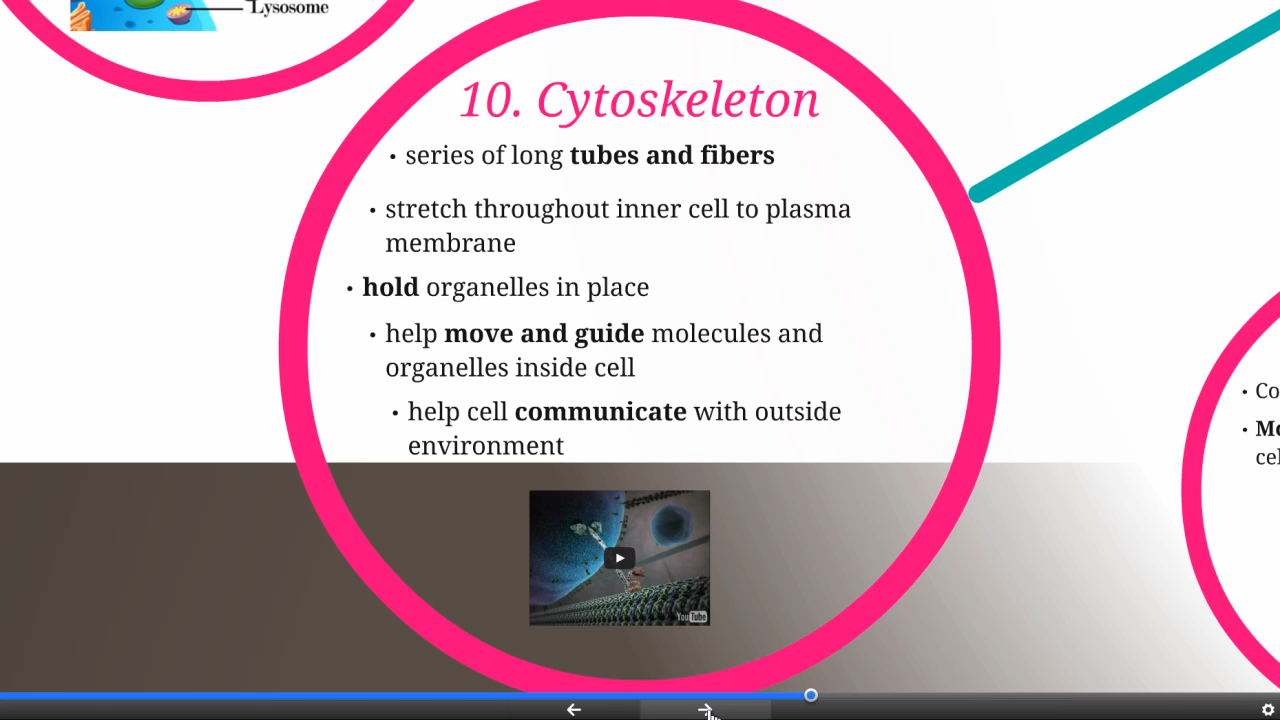 Lysosome
10. Cytoskeleton
• series of long tubes and fibers
• stretch throughout inner cell to plasma
membrane
• hold organelles in place
• help move and guide molecules and
organelles inside cell
• help cell communicate with outside
environment
YouTube
• Co
• Mo
cel